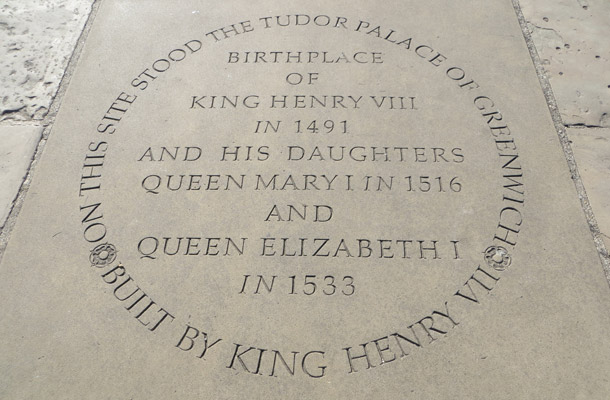 ON THIS SITE STOOD THE TUDOR PALACE OF GREENWICH
BIRTHPLACE
OF
KING HENRY VIII
IN 1491
AND HIS DAUGHTERS
QUEEN MARY I IN 1516
AND
QUEEN ELIZABETH I
IN 1533
BUILT BY KING HENRY VII